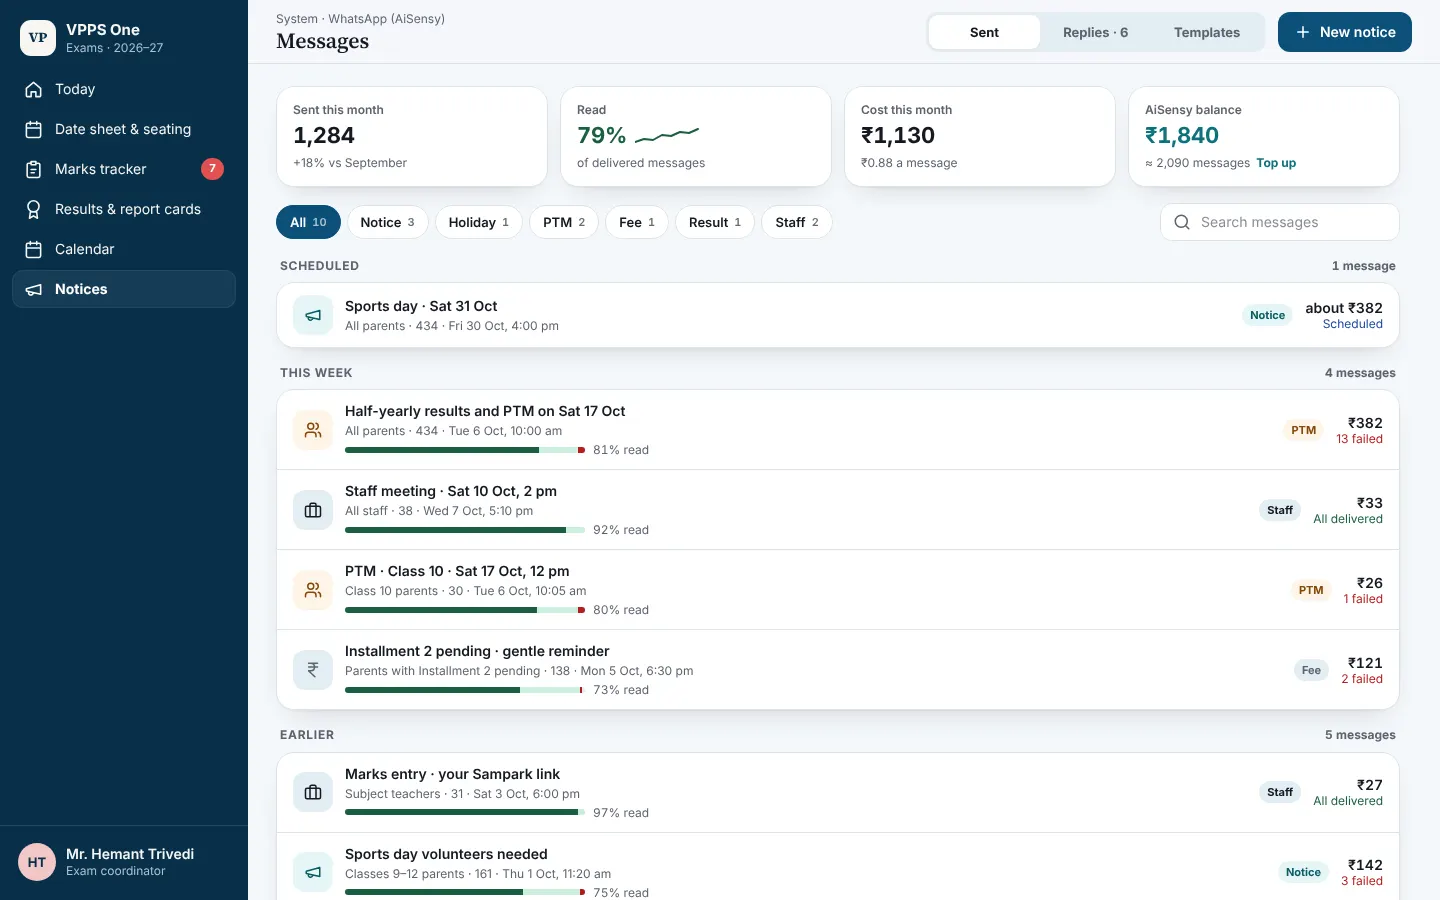 VP
VPPS One
Exams · 2026–27
Today
Date sheet & seating
Marks tracker
7
Results & report cards
Calendar
Notices
HT
Mr. Hemant Trivedi
Exam coordinator
System · WhatsApp (AiSensy)
Messages
Sent
Replies · 6
Templates
New notice
Sent this month
1,284
+18% vs September
Read
79%
of delivered messages
Cost this month
₹1,130
₹0.88 a message
AiSensy balance
₹1,840
≈ 2,090 messages Top up
All 10
Notice 3
Holiday 1
PTM 2
Fee 1
Result 1
Staff 2
Search messages
SCHEDULED
1 message
Sports day · Sat 31 Oct
All parents · 434 · Fri 30 Oct, 4:00 pm
Notice
about ₹382
Scheduled
THIS WEEK
4 messages
Half-yearly results and PTM on Sat 17 Oct
All parents · 434 · Tue 6 Oct, 10:00 am
81% read
PTM
₹382
13 failed
Staff meeting · Sat 10 Oct, 2 pm
All staff · 38 · Wed 7 Oct, 5:10 pm
92% read
Staff
₹33
All delivered
PTM · Class 10 · Sat 17 Oct, 12 pm
Class 10 parents · 30 · Tue 6 Oct, 10:05 am
80% read
PTM
₹26
1 failed
Installment 2 pending · gentle reminder
Parents with Installment 2 pending · 138 · Mon 5 Oct, 6:30 pm
73% read
Fee
₹121
2 failed
EARLIER
5 messages
Marks entry · your Sampark link
Subject teachers · 31 · Sat 3 Oct, 6:00 pm
97% read
Staff
₹27
All delivered
Sports day volunteers needed
Classes 9–12 parents · 161 · Thu 1 Oct, 11:20 am
75% read
Notice
₹142
3 failed